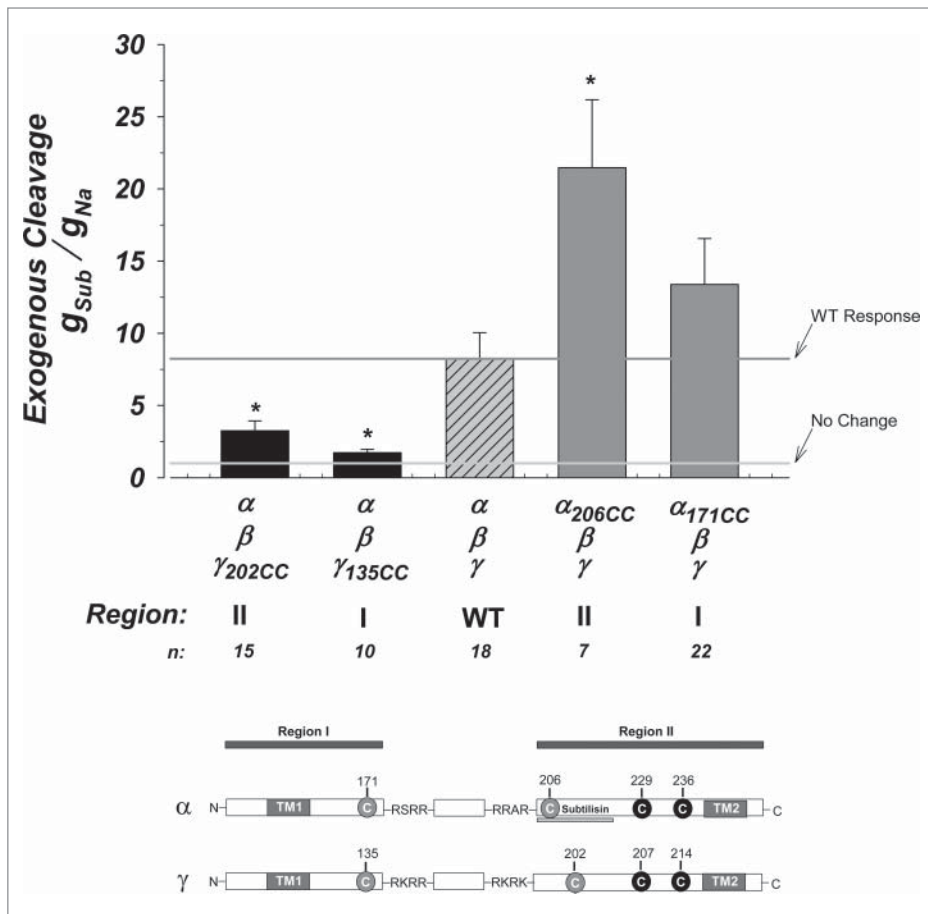 30
25
20
15
10
5
0
Exogenous Cleavage
gSub / gNa
*
*
*
WT Response
No Change
α α α α206CC α171CC
β β β β β
γ202CC γ135CC γ γ γ
Region: II I WT II I
n: 15 10 18 7 22
Region I Region II
171 206 229 236
α N TM1 C RSRR RRAR C Subtilisin C C TM2 C
135 202 207 214
γ N TM1 C RKRR RKRK C C C TM2 C